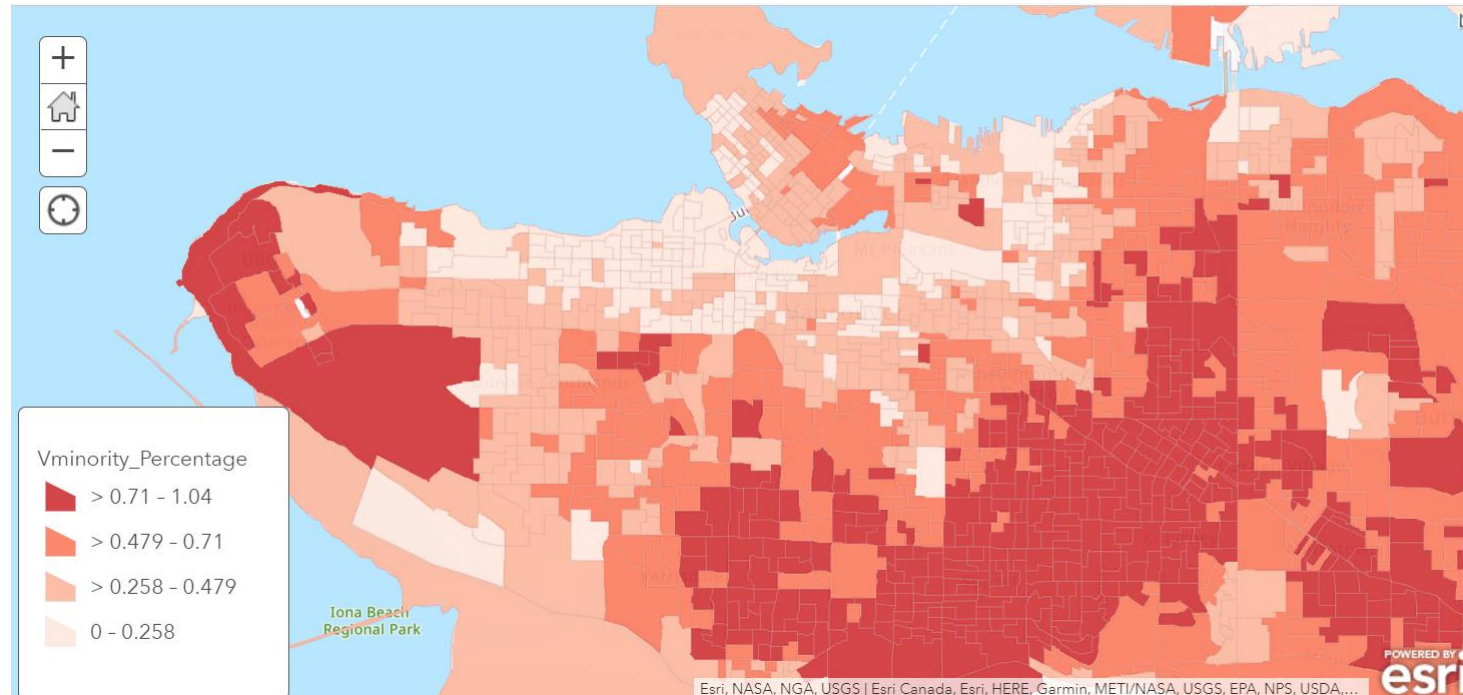 +
−
Vminority_Percentage
> 0.71 - 1.04
> 0.479 - 0.71
> 0.258 - 0.479
0 - 0.258
Iona Beach
Regional Park
Mt Pleasant
POWERED BY
esri
Esri, NASA, NGA, USGS | Esri Canada, Esri, HERE, Garmin, METI/NASA, USGS, EPA, NPS, USDA,...